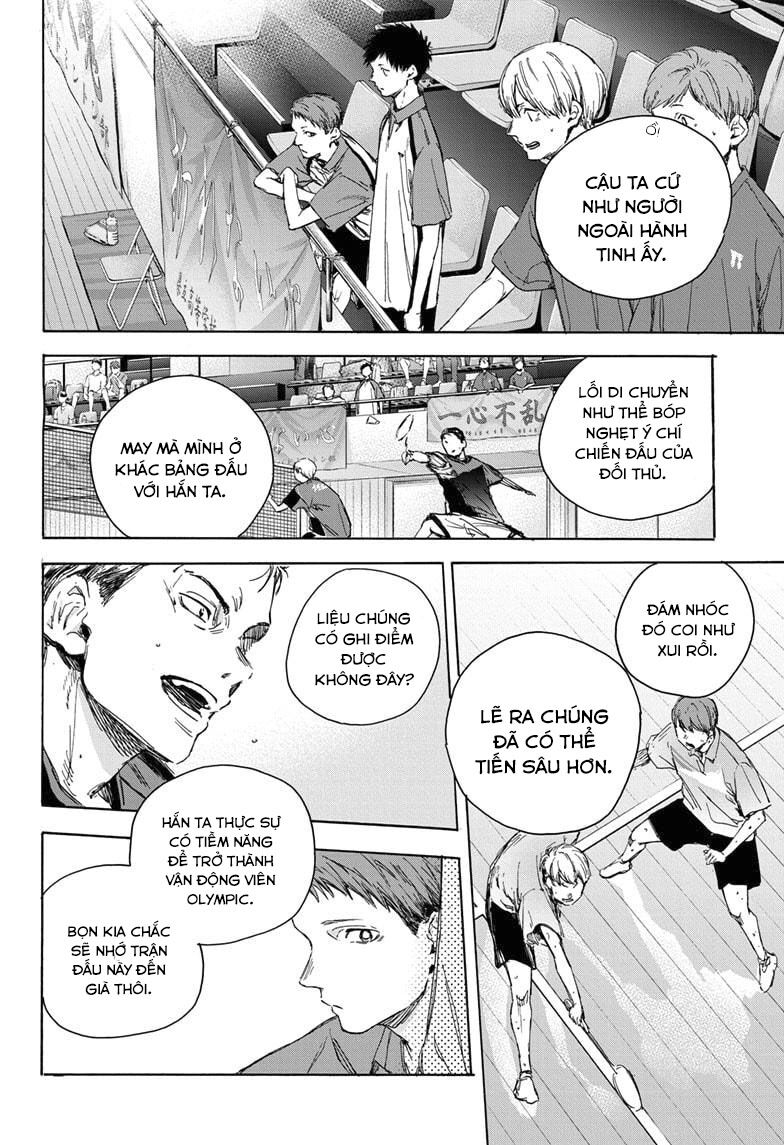 CẬU TA CỨ
NHƯ NGƯỜI
NGOÀI HÀNH
TINH ẤY.
LỐI DI CHUYỂN
NHƯ THỂ BÓP
NGHẸT Ý CHÍ
CHIẾN ĐẤU CỦA
ĐỐI THỦ.
一心不乱
MAY MÀ MÌNH Ở
KHÁC BẢNG ĐẤU
VỚI HẮN TA.
ĐÁM NHÓC
ĐÓ COI NHƯ
XUI RỒI.
LẼ RA CHÚNG
ĐÃ CÓ THỂ
TIẾN SÂU HƠN.
LIỆU CHÚNG
CÓ GHI ĐIỂM
ĐƯỢC
KHÔNG ĐÂY?
HẮN TA THỰC SỰ
CÓ TIỀM NĂNG
ĐỂ TRỞ THÀNH
VẬN ĐỘNG VIÊN
OLYMPIC.
BỌN KIA CHẮC
SẼ NHỚ TRẬN
ĐẤU NÀY ĐẾN
GIÀ THÔI.